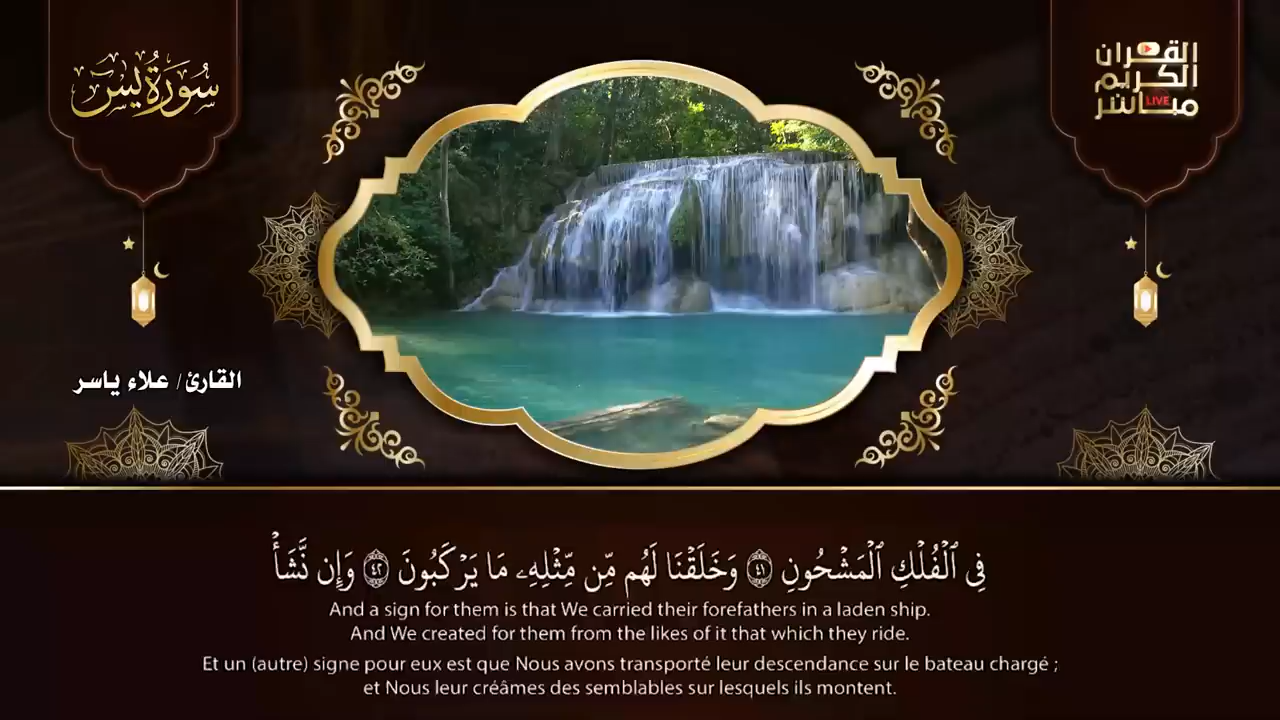 سُورَةُ يسٓ
القرآن
الكريم
مباشر
LIVE
القارئ/ علاء ياسر
فِى ٱلْفُلْكِ ٱلْمَشْحُونِ ٤١ وَخَلَقْنَا لَهُم مِّن مِّثْلِهِۦ مَا يَرْكَبُونَ ٤٢ وَإِن نَّشَأْ
And a sign for them is that We carried their forefathers in a laden ship.
And We created for them from the likes of it that which they ride.
Et un (autre) signe pour eux est que Nous avons transporté leur descendance sur le bateau chargé ;
et Nous leur créâmes des semblables sur lesquels ils montent.